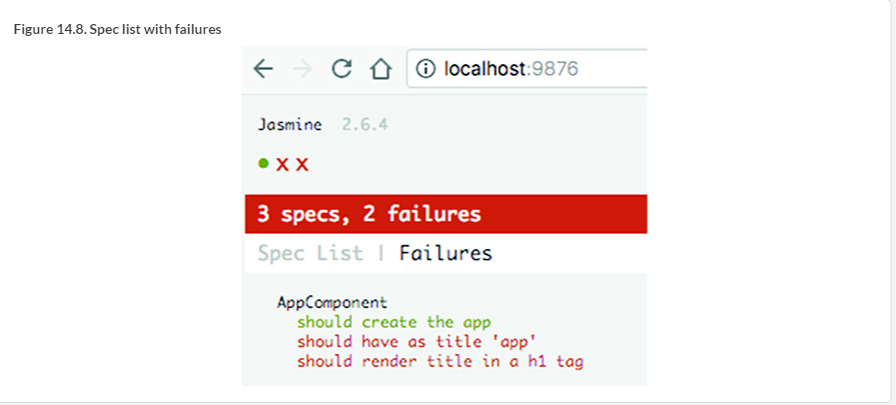 Figure 14.8. Spec list with failures
localhost:9876
Jasmine 2.6.4
• x x
3 specs, 2 failures
Spec List | Failures
AppComponent
should create the app
should have as title 'app'
should render title in a h1 tag